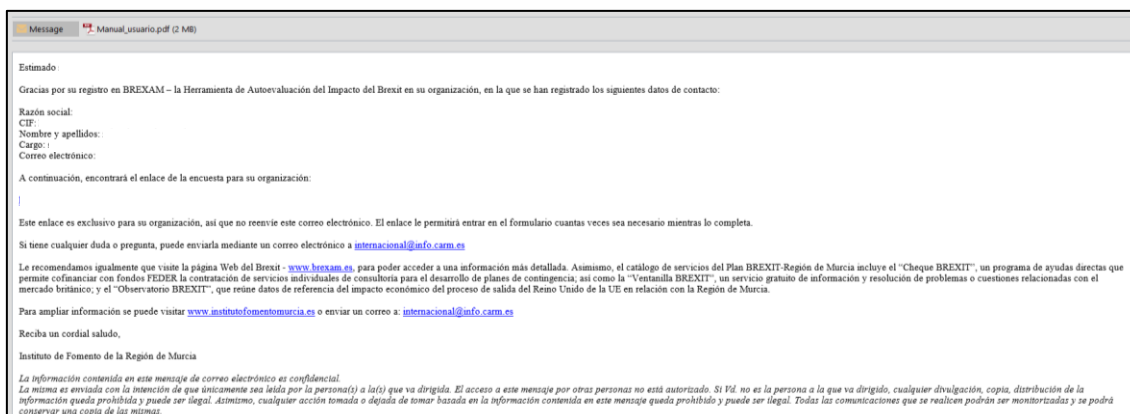 Message Manual_usuario.pdf (2 MB)
Estimado
Gracias por su registro en BREXAM – la Herramienta de Autoevaluación del Impacto del Brexit en su organización, en la que se han registrado los siguientes datos de contacto:
Razón social:
CIF:
Nombre y apellidos:
Cargo:
Correo electrónico:
A continuación, encontrará el enlace de la encuesta para su organización:
Este enlace es exclusivo para su organización, así que no reenvíe este correo electrónico. El enlace le permitirá entrar en el formulario cuantas veces sea necesario mientras lo completa.
Si tiene cualquier duda o pregunta, puede enviarla mediante un correo electrónico a internacional@info.carm.es
Le recomendamos igualmente que visite la página Web del Brexit - www.brexam.es, para poder acceder a una información más detallada. Asimismo, el catálogo de servicios del Plan BREXIT-Región de Murcia incluye el “Cheque BREXIT”, un programa de ayudas directas que
permite cofinanciar con fondos FEDER la contratación de servicios individuales de consultoría para el desarrollo de planes de contingencia; así como la “Ventanilla BREXIT”, un servicio gratuito de información y resolución de problemas o cuestiones relacionadas con el
mercado británico; y el “Observatorio BREXIT”, que reúne datos de referencia del impacto económico del proceso de salida del Reino Unido de la UE en relación con la Región de Murcia.
Para ampliar información se puede visitar www.institutofomentomurcia.es o enviar un correo a: internacional@info.carm.es
Reciba un cordial saludo,
Instituto de Fomento de la Región de Murcia
La información contenida en este mensaje de correo electrónico es confidencial.
La misma es enviada con la intención de que únicamente sea leída por la persona(s) a la(s) que va dirigida. El acceso a este mensaje por otras personas no está autorizado. Si Vd. no es la persona a la que va dirigido, cualquier divulgación, copia, distribución de la
información queda prohibida y puede ser ilegal. Asimismo, cualquier acción tomada o dejada de tomar basada en la información contenida en este mensaje queda prohibido y puede ser ilegal. Todas las comunicaciones que se realicen podrán ser monitorizadas y se podrá
conservar una copia de las mismas.